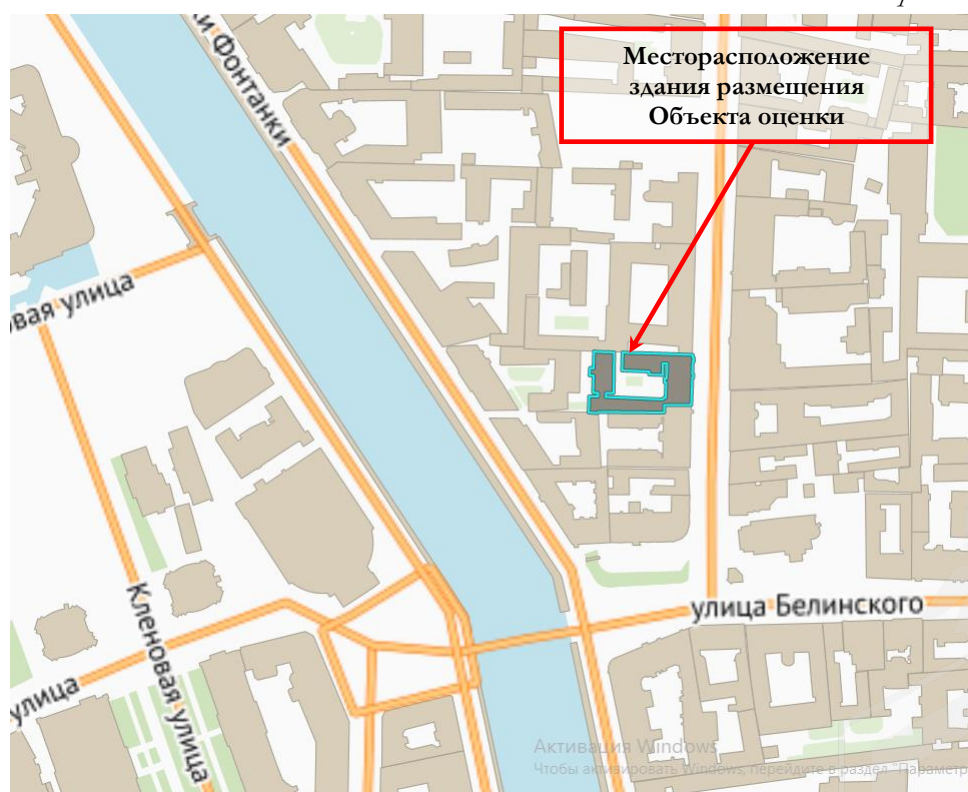 Месторасположение
здания размещения
Объекта оценки
ки Фонтанки
вая улица
Кленовая улица
улица
улица Белинского
Активация Windows
Чтобы активировать Windows, перейдите в раздел "Параметр